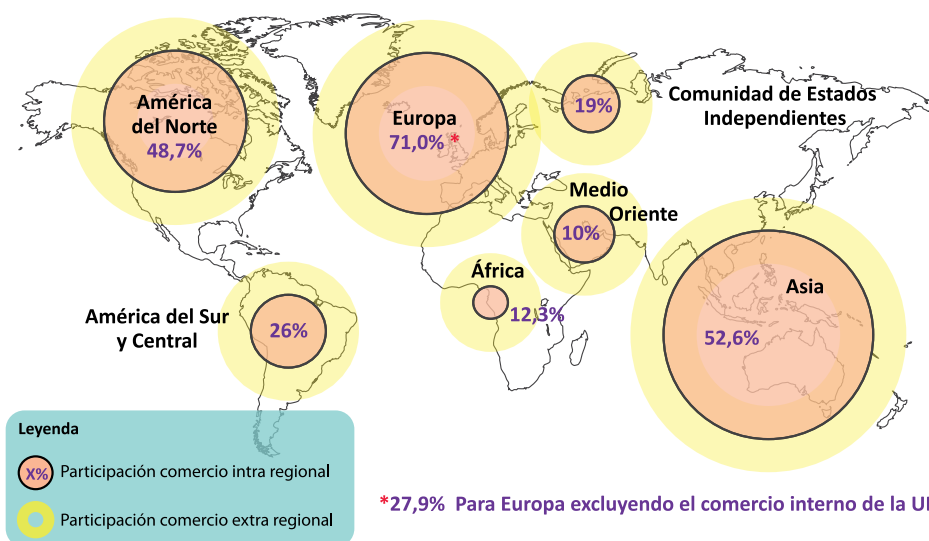 América
del Norte
48,7%
Europa
71,0% *
19%
Comunidad de Estados
Independientes
Medio
Oriente
10%
África
12,3%
Asia
52,6%
América del Sur
y Central
26%
Leyenda
X% Participación comercio intra regional
Participación comercio extra regional
*27,9% Para Europa excluyendo el comercio interno de la